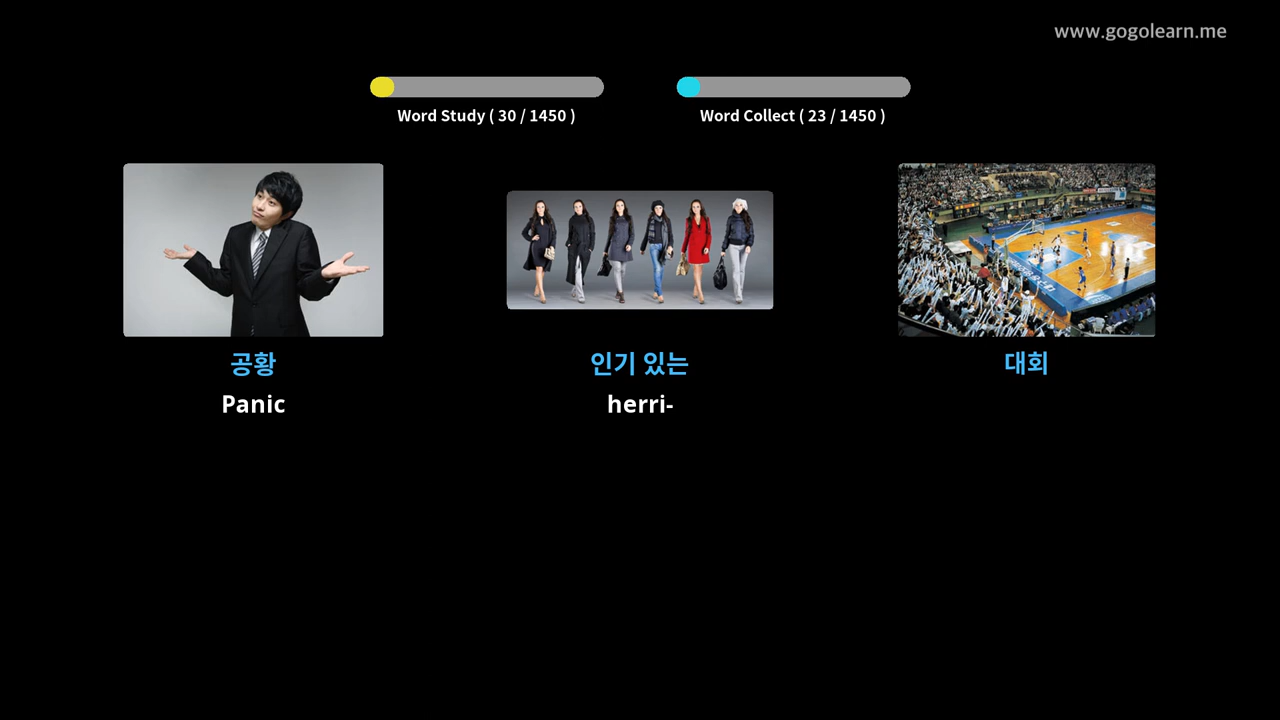 www.gogolearn.me
Word Study ( 30 / 1450 )
Word Collect ( 23 / 1450 )
공황
인기 있는
대회
Panic
herri-